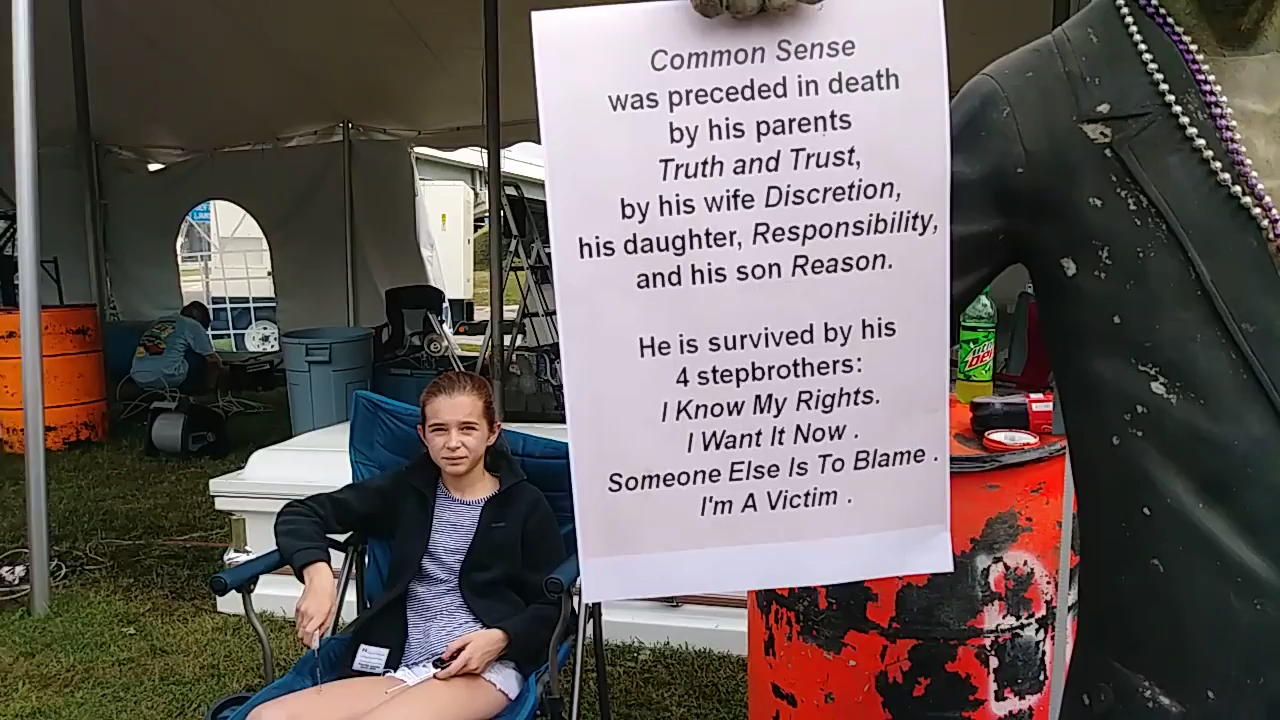 Common Sense
was preceded in death
by his parents
Truth and Trust,
by his wife Discretion,
his daughter, Responsibility,
and his son Reason.
He is survived by his
4 stepbrothers:
I Know My Rights.
I Want It Now .
Someone Else Is To Blame .
I'm A Victim .
DEW